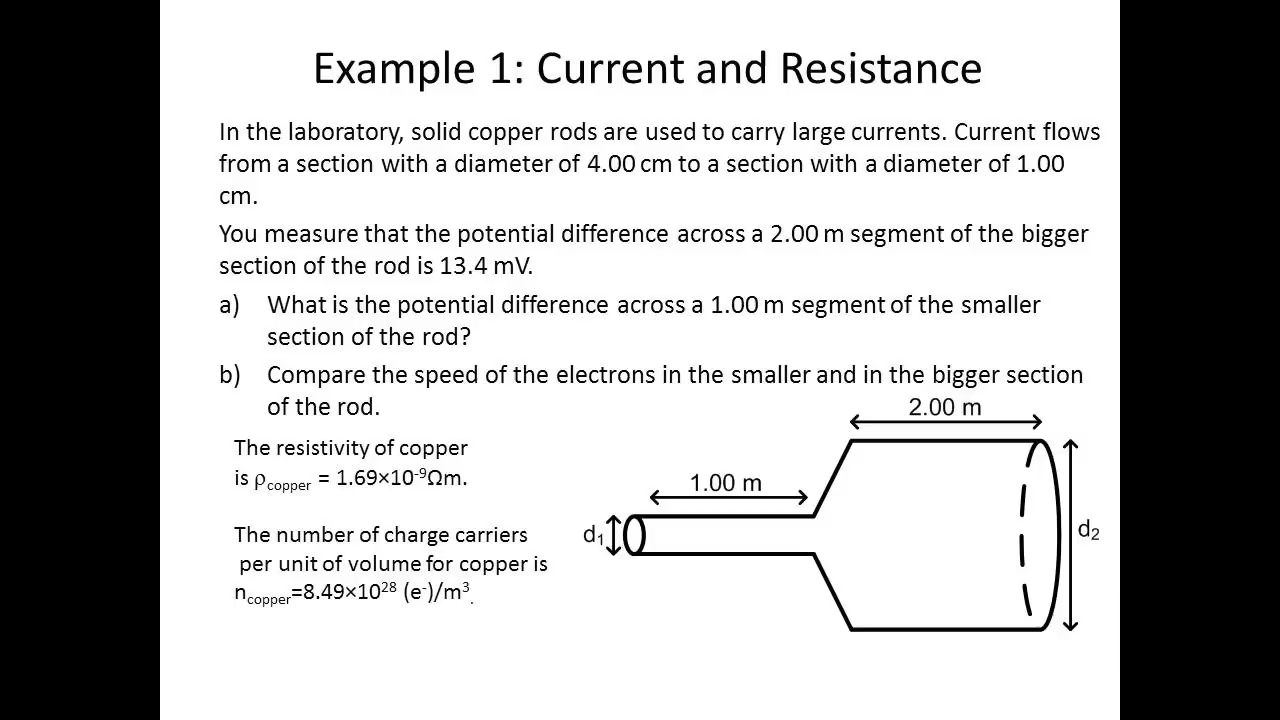 Example 1: Current and Resistance
In the laboratory, solid copper rods are used to carry large currents. Current flows
from a section with a diameter of 4.00 cm to a section with a diameter of 1.00
cm.
You measure that the potential difference across a 2.00 m segment of the bigger
section of the rod is 13.4 mV.
a) What is the potential difference across a 1.00 m segment of the smaller
section of the rod?
b) Compare the speed of the electrons in the smaller and in the bigger section
of the rod.
2.00 m
The resistivity of copper
is ρcopper = 1.69×10⁻⁹Ωm.
1.00 m
The number of charge carriers
per unit of volume for copper is
ncopper=8.49×10²⁸ (e⁻)/m³.
d₁
d₂